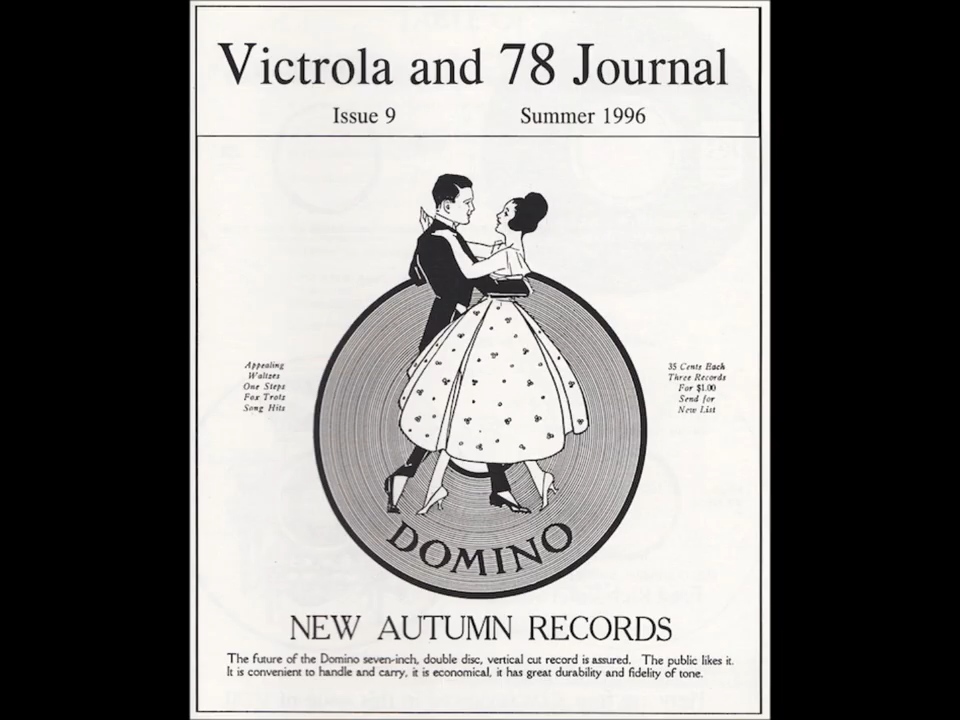 Victrola and 78 Journal
Issue 9 Summer 1996
Appealing
Waltzes
One Steps
Fox Trots
Song Hits
35 Cents Each
Three Records
For $1.00
Send for
New List
DOMINO
NEW AUTUMN RECORDS
The future of the Domino seven-inch, double disc, vertical cut record is assured. The public likes it.
It is convenient to handle and carry, it is economical, it has great durability and fidelity of tone.